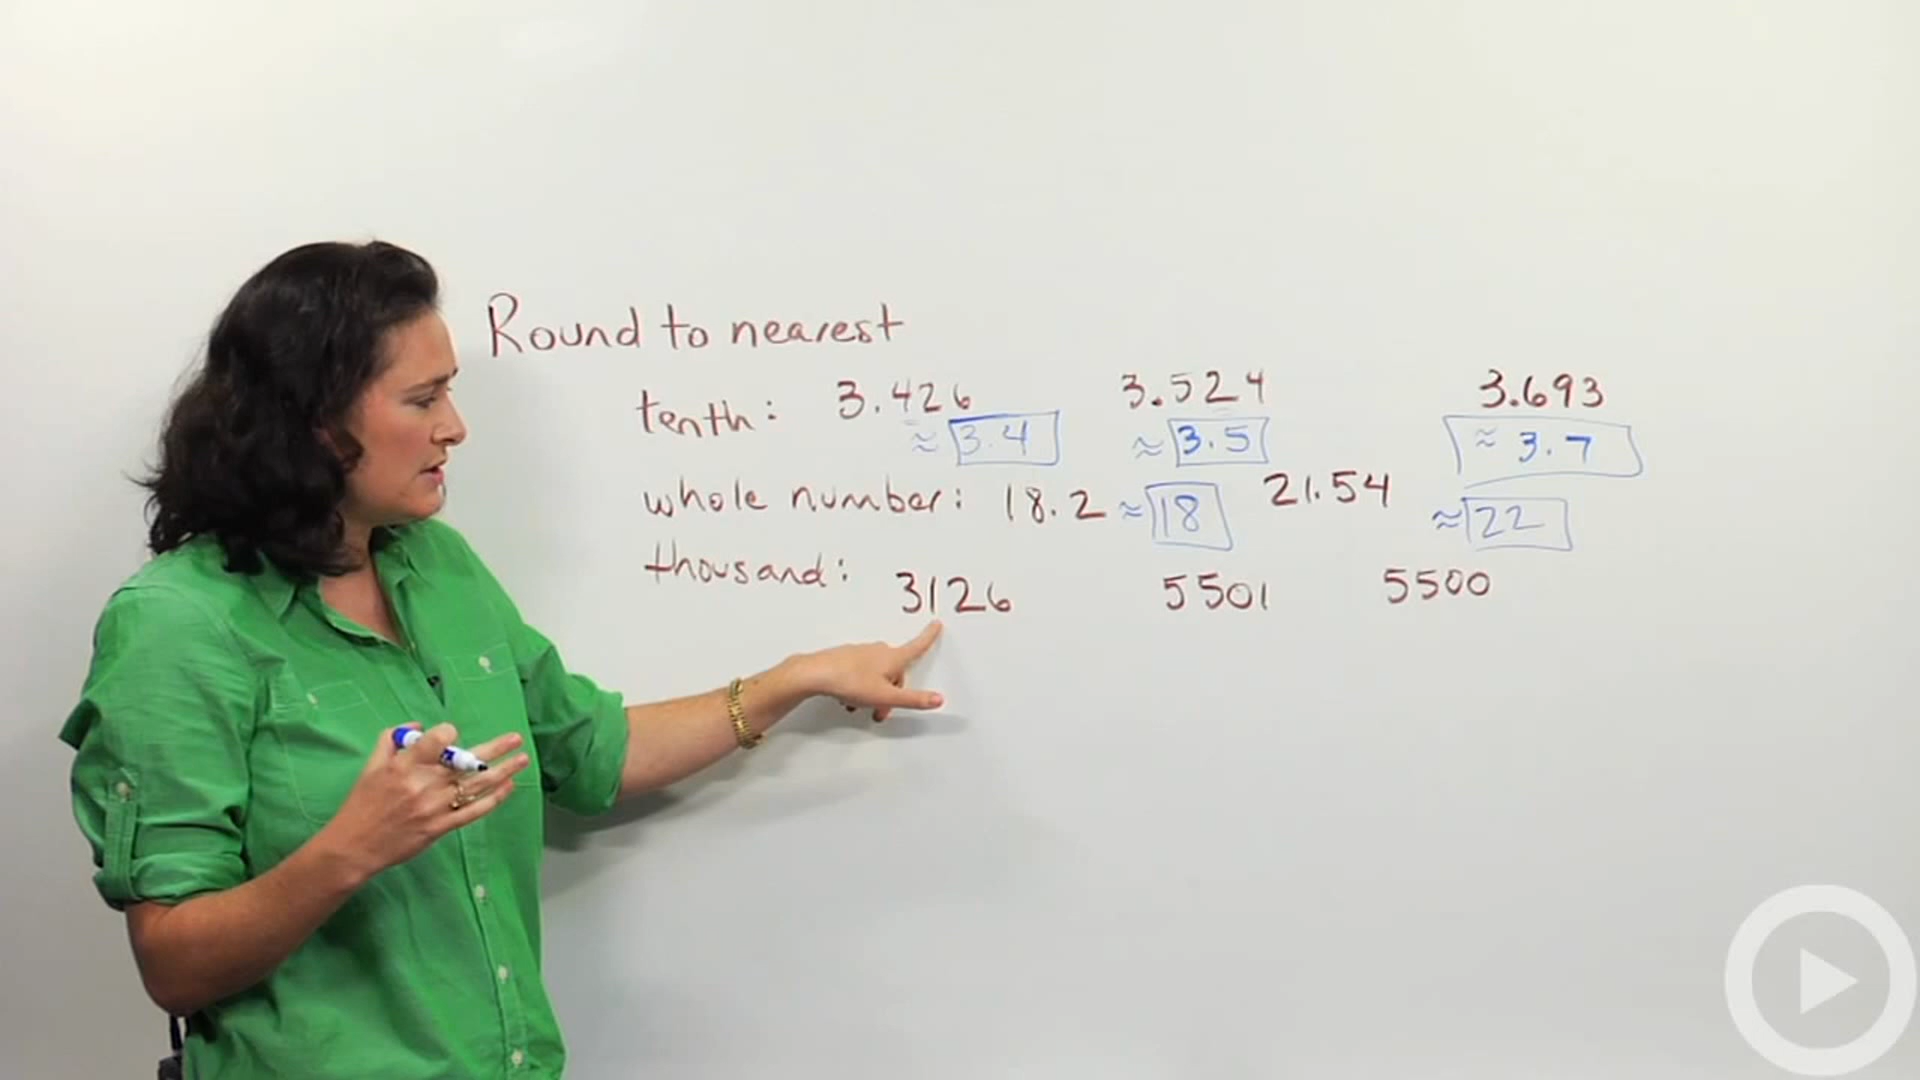 Round to nearest
tenth: 3.426 3.524 3.693
≈ 3.4 ≈ 3.5 ≈ 3.7
whole number: 18.2 ≈ 18 21.54 ≈ 22
thousand: 3126 5501 5500